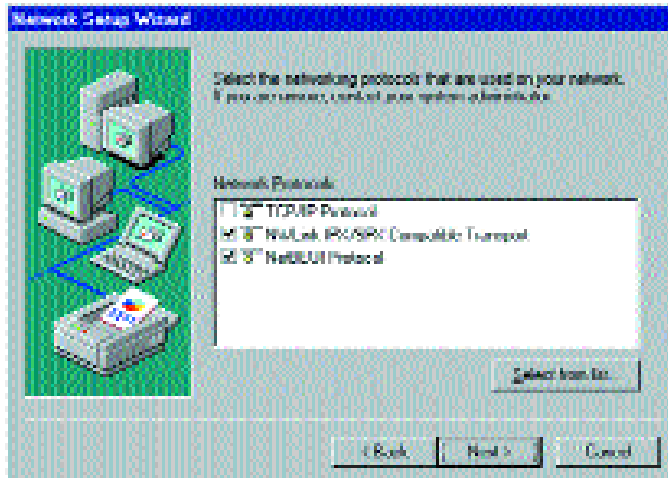 Network Setup Wizard
Select the networking protocols that are used on your network.
If you are unsure, contact your system administrator.
Network Protocols:
TCP/IP Protocol
NWLink IPX/SPX Compatible Transport
NetBEUI Protocol
Select from list...
< Back
Next >
Cancel